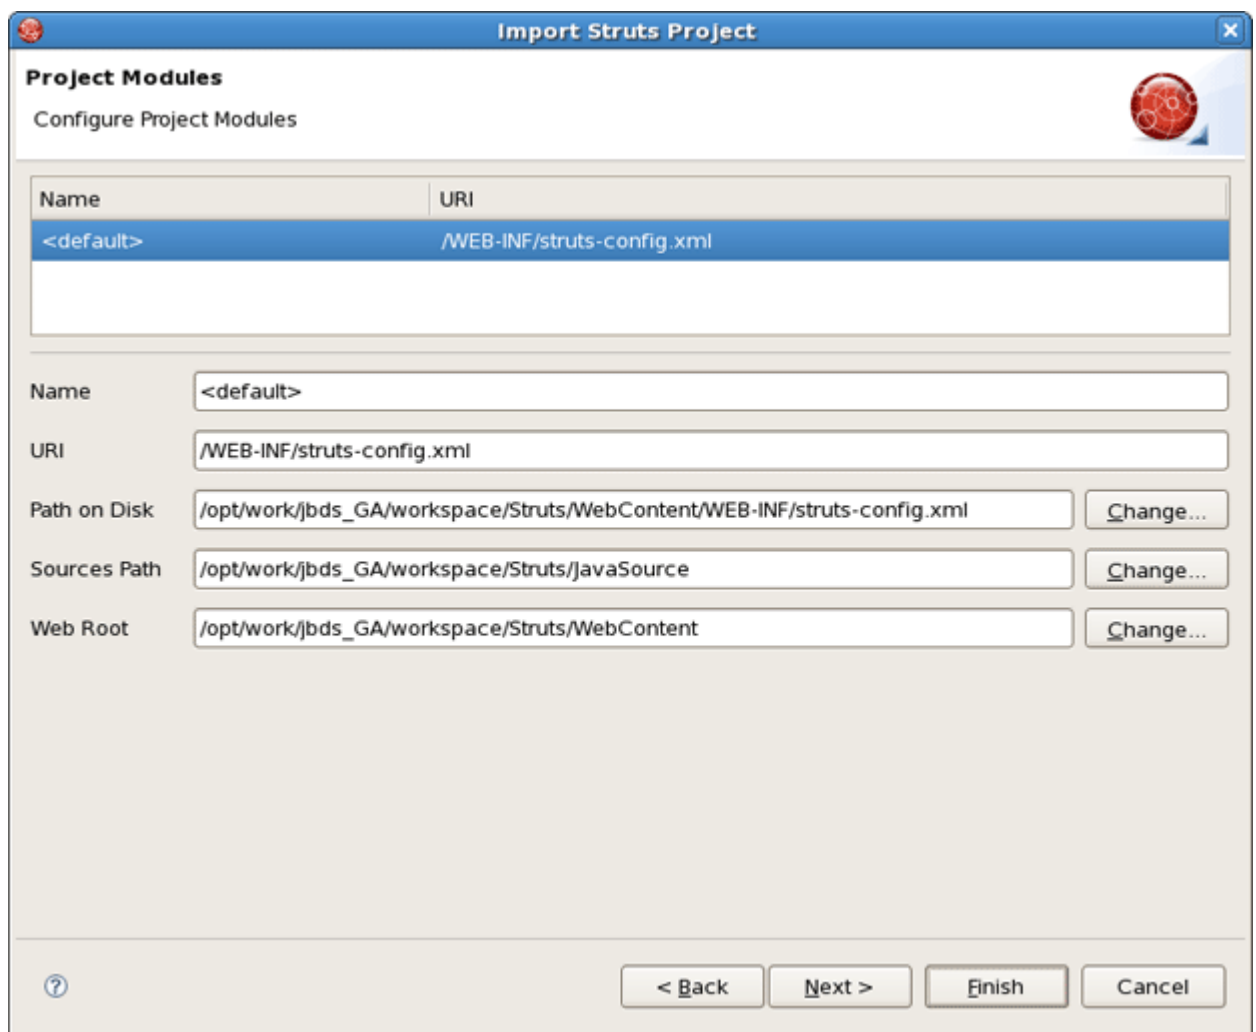 Import Struts Project
Project Modules
Configure Project Modules
Name URI
<default> /WEB-INF/struts-config.xml
Name <default>
URI /WEB-INF/struts-config.xml
Path on Disk /opt/work/jbds_GA/workspace/Struts/WebContent/WEB-INF/struts-config.xml Change...
Sources Path /opt/work/jbds_GA/workspace/Struts/JavaSource Change...
Web Root /opt/work/jbds_GA/workspace/Struts/WebContent Change...
? < Back Next > Finish Cancel